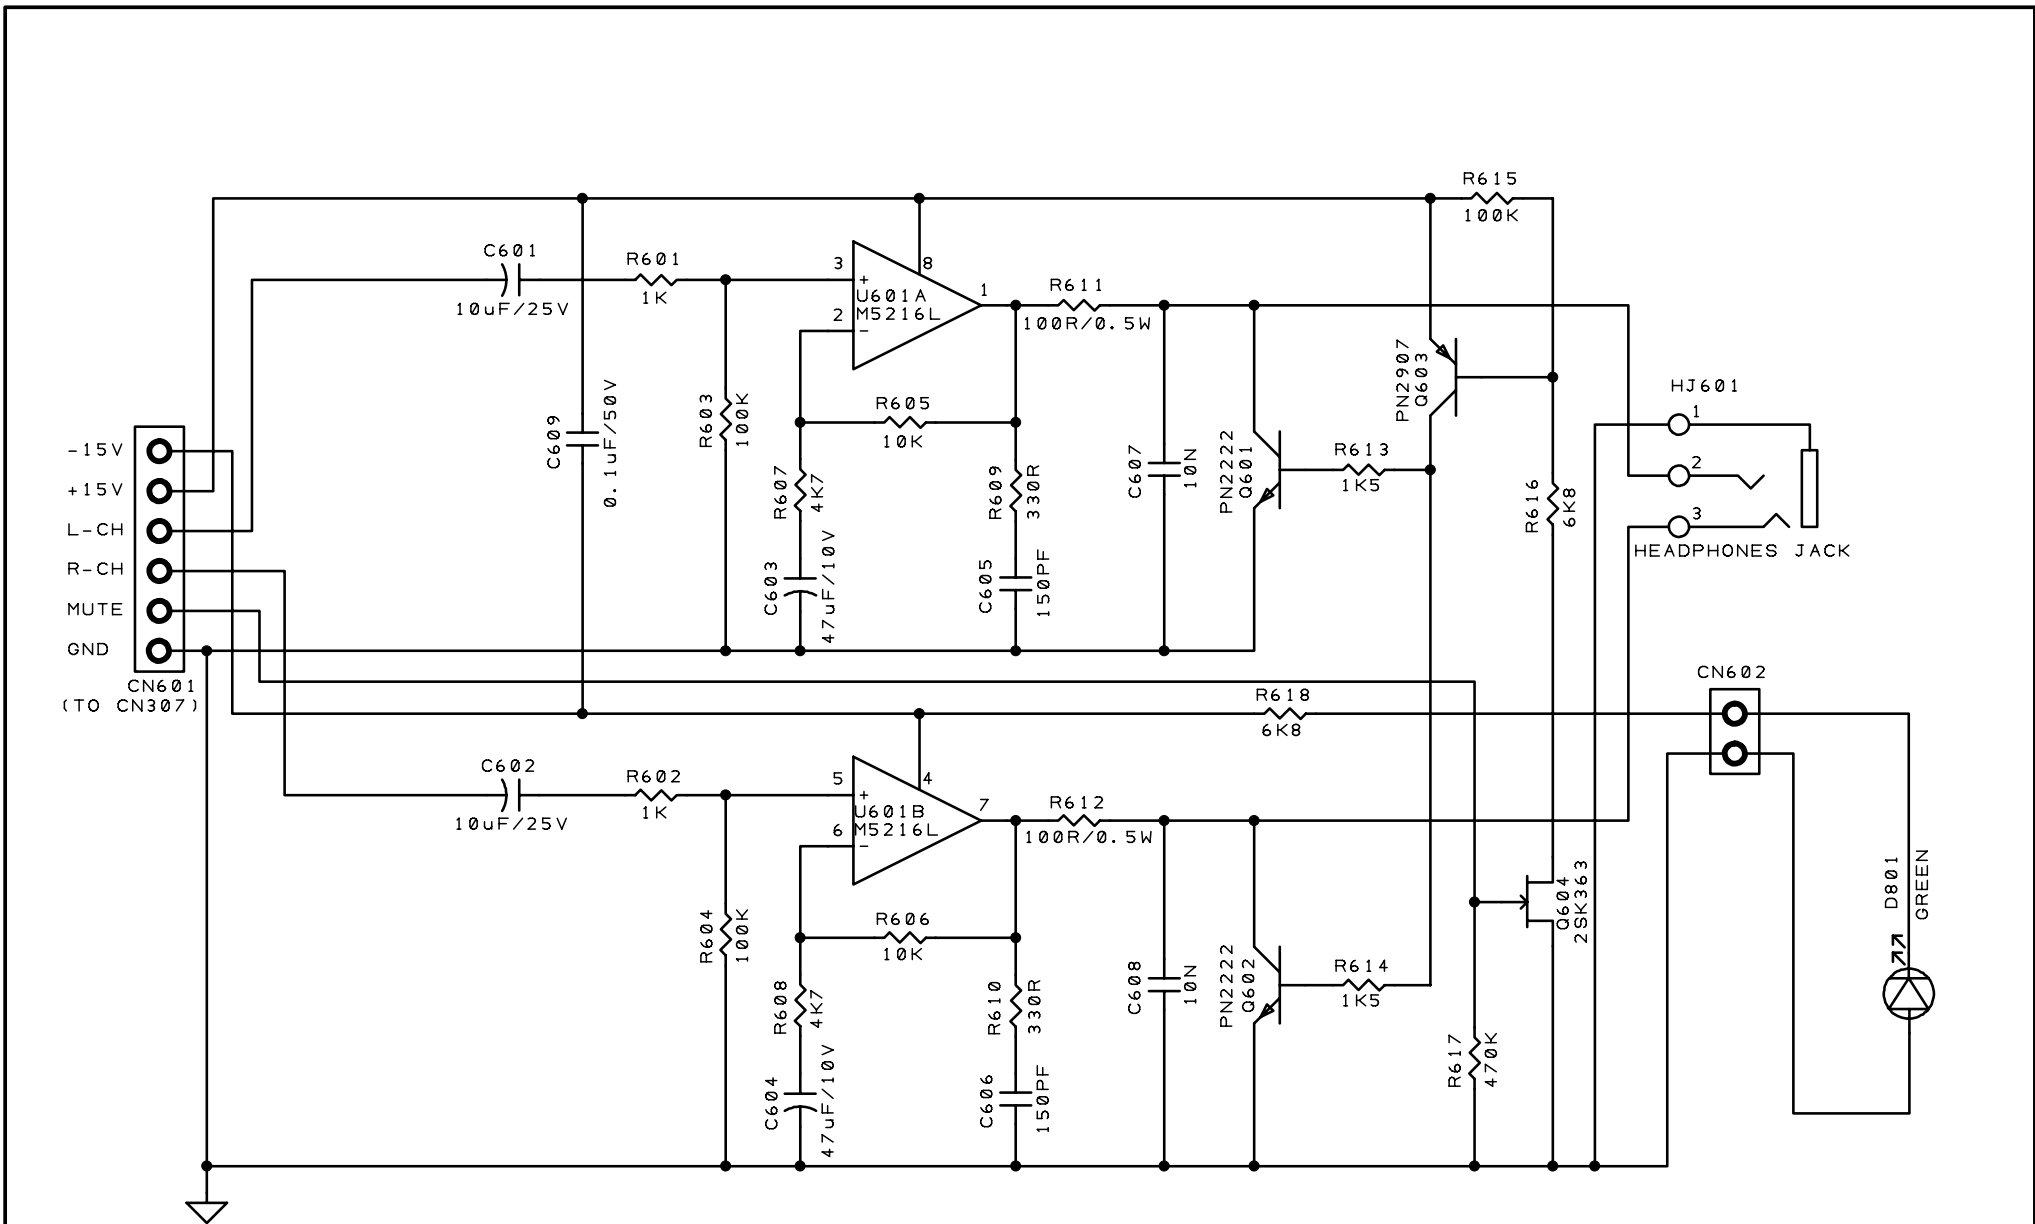 R615
100K
C601
10uF/25V
R601
1K
3
+
8
U601A
M5216L
2
-
1
R611
100R/0.5W
PN2907
Q603
HJ601
1
2
3
HEADPHONES JACK
C609
0.1uF/50V
R603
100K
R605
10K
R607
4K7
R609
330R
C607
10N
PN2222
Q601
R613
1K5
R616
6K8
C603
47uF/10V
C605
150PF
-15V
+15V
L-CH
R-CH
MUTE
GND
CN601
(TO CN307)
R618
6K8
CN602
C602
10uF/25V
R602
1K
5
+
4
U601B
M5216L
6
-
7
R612
100R/0.5W
Q604
2SK363
D801
GREEN
R604
100K
R606
10K
R608
4K7
R610
330R
C608
10N
PN2222
Q602
R614
1K5
R617
470K
C604
47uF/10V
C606
150PF